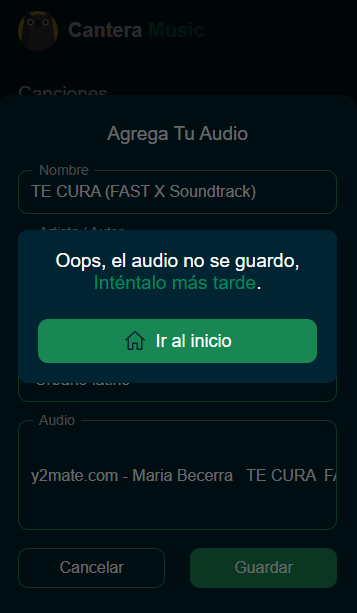 Cantera Music
Canciones
Agrega Tu Audio
Nombre
TE CURA (FAST X Soundtrack)
Artista / Autor
Oops, el audio no se guardo,
Inténtalo más tarde.
Ir al inicio
Urbano latino
Audio
y2mate.com - Maria Becerra TE CURA FA
Cancelar
Guardar